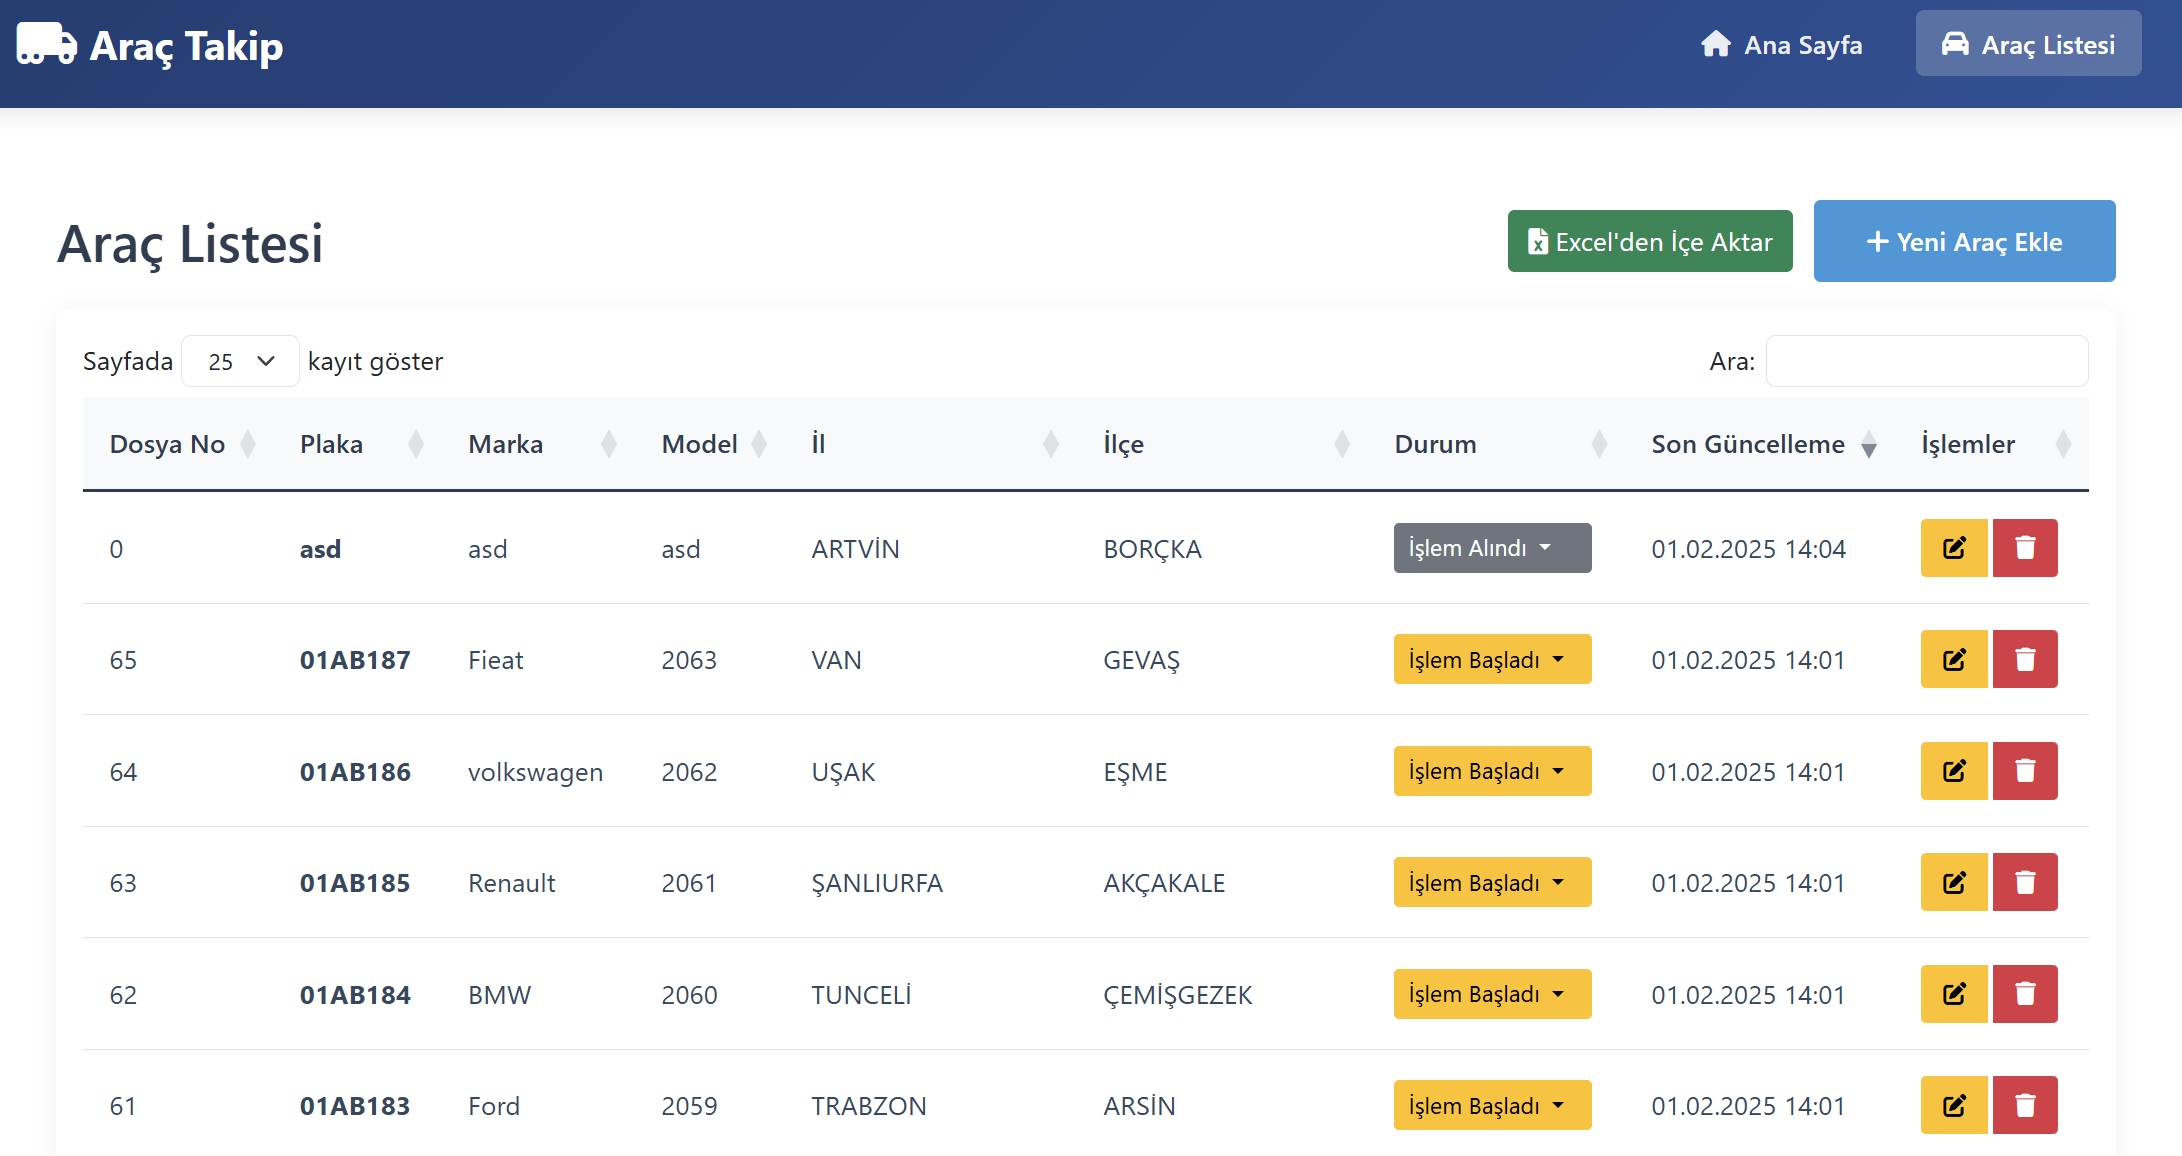 Araç Takip
Ana Sayfa
Araç Listesi
Araç Listesi
Excel'den İçe Aktar
Yeni Araç Ekle
Sayfada 25 kayıt göster
Ara:
Dosya No Plaka Marka Model İl İlçe Durum Son Güncelleme İşlemler
0 asd asd asd ARTVİN BORÇKA İşlem Alındı 01.02.2025 14:04
65 01AB187 Fieat 2063 VAN GEVAŞ İşlem Başladı 01.02.2025 14:01
64 01AB186 volkswagen 2062 UŞAK EŞME İşlem Başladı 01.02.2025 14:01
63 01AB185 Renault 2061 ŞANLIURFA AKÇAKALE İşlem Başladı 01.02.2025 14:01
62 01AB184 BMW 2060 TUNCELİ ÇEMİŞGEZEK İşlem Başladı 01.02.2025 14:01
61 01AB183 Ford 2059 TRABZON ARSİN İşlem Başladı 01.02.2025 14:01